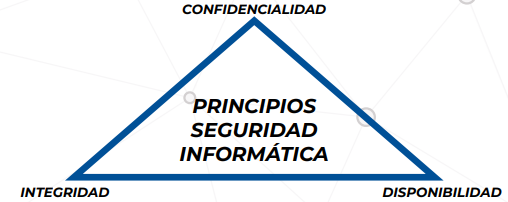 CONFIDENCIALIDAD
PRINCIPIOS
SEGURIDAD
INFORMÁTICA
INTEGRIDAD
DISPONIBILIDAD